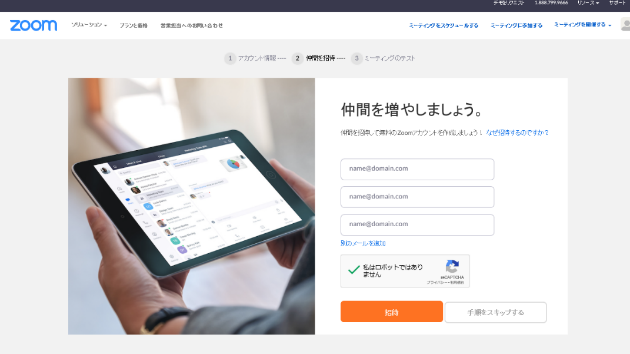 デモをリクエスト 1.888.799.9666 リソース サポート
zoom ソリューション プランと価格 営業担当へのお問い合わせ ミーティングをスケジュールする ミーティングに参加する ミーティングを開催する
1 アカウント情報 ---- 2 仲間を招待 ---- 3 ミーティングのテスト
仲間を増やしましょう。
仲間を招待して無料のZoomアカウントを作成しましょう! なぜ招待するのですか?
name@domain.com
name@domain.com
name@domain.com
別のメールを追加
私はロボットではあり
ません
reCAPTCHA
プライバシー - 利用規約
招待
手順をスキップする